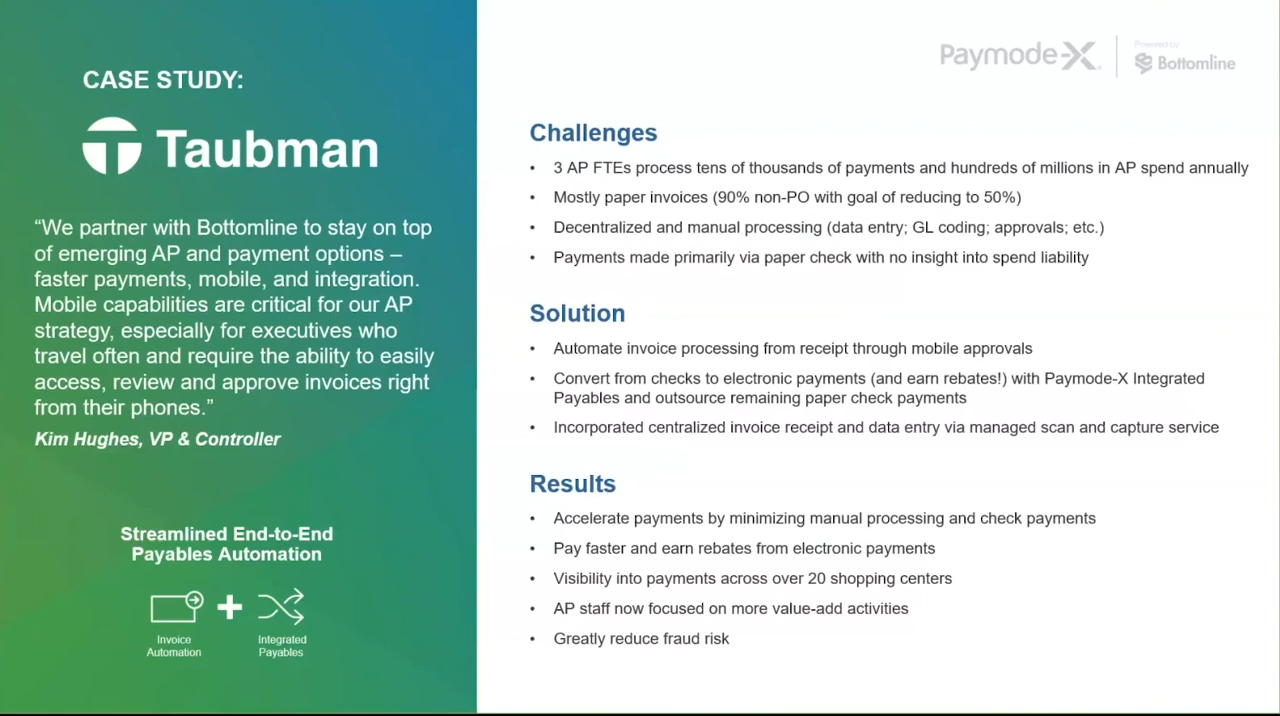 CASE STUDY:
Taubman
“We partner with Bottomline to stay on top
of emerging AP and payment options –
faster payments, mobile, and integration.
Mobile capabilities are critical for our AP
strategy, especially for executives who
travel often and require the ability to easily
access, review and approve invoices right
from their phones.”
Kim Hughes, VP & Controller
Streamlined End-to-End
Payables Automation
Invoice
Automation
Integrated
Payables
Paymode-X
Powered by
Bottomline
Challenges
• 3 AP FTEs process tens of thousands of payments and hundreds of millions in AP spend annually
• Mostly paper invoices (90% non-PO with goal of reducing to 50%)
• Decentralized and manual processing (data entry; GL coding; approvals; etc.)
• Payments made primarily via paper check with no insight into spend liability
Solution
• Automate invoice processing from receipt through mobile approvals
• Convert from checks to electronic payments (and earn rebates!) with Paymode-X Integrated
Payables and outsource remaining paper check payments
• Incorporated centralized invoice receipt and data entry via managed scan and capture service
Results
• Accelerate payments by minimizing manual processing and check payments
• Pay faster and earn rebates from electronic payments
• Visibility into payments across over 20 shopping centers
• AP staff now focused on more value-add activities
• Greatly reduce fraud risk